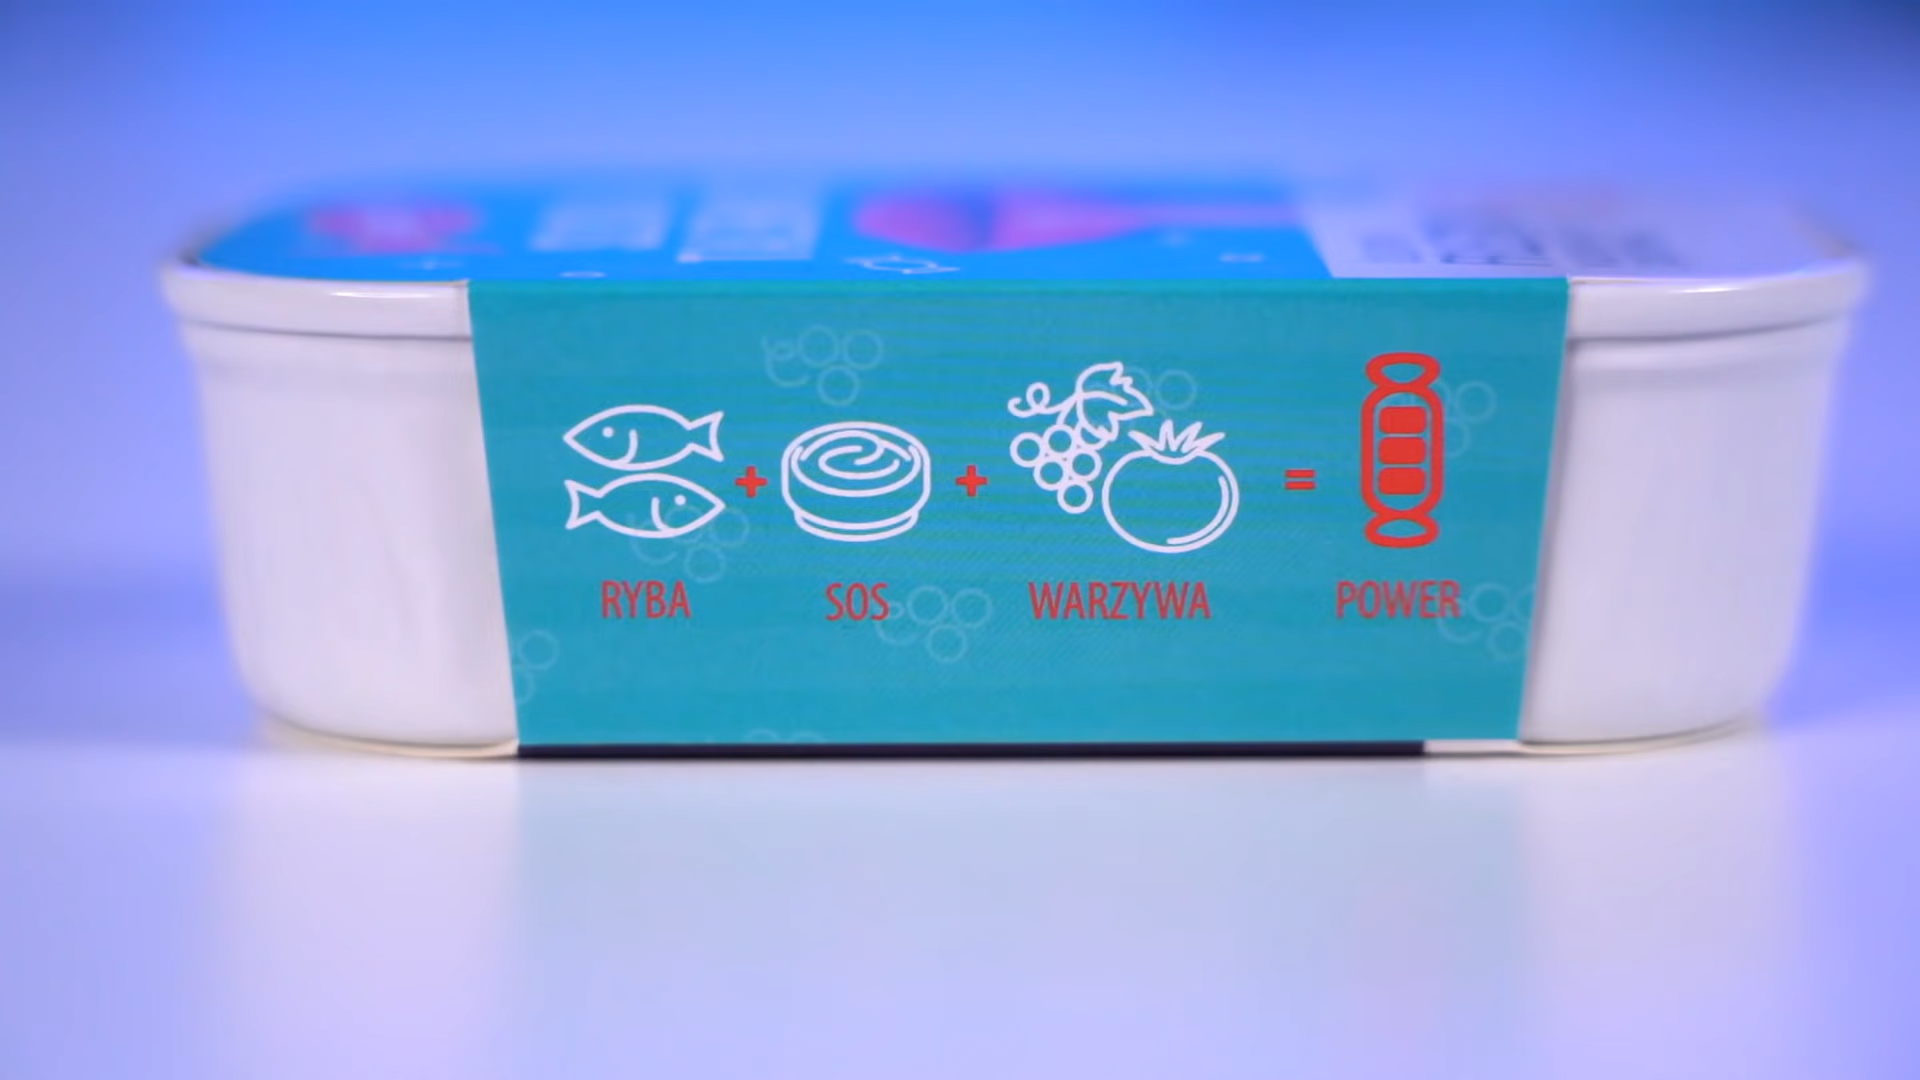 RYBA + SOS + WARZYWA = POWER